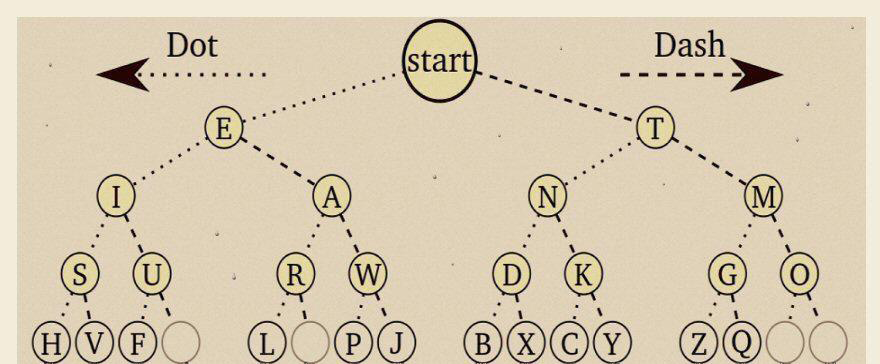 Dot start Dash
E T
I A N M
S U R W D K G O
H V F L P J B X C Y Z Q